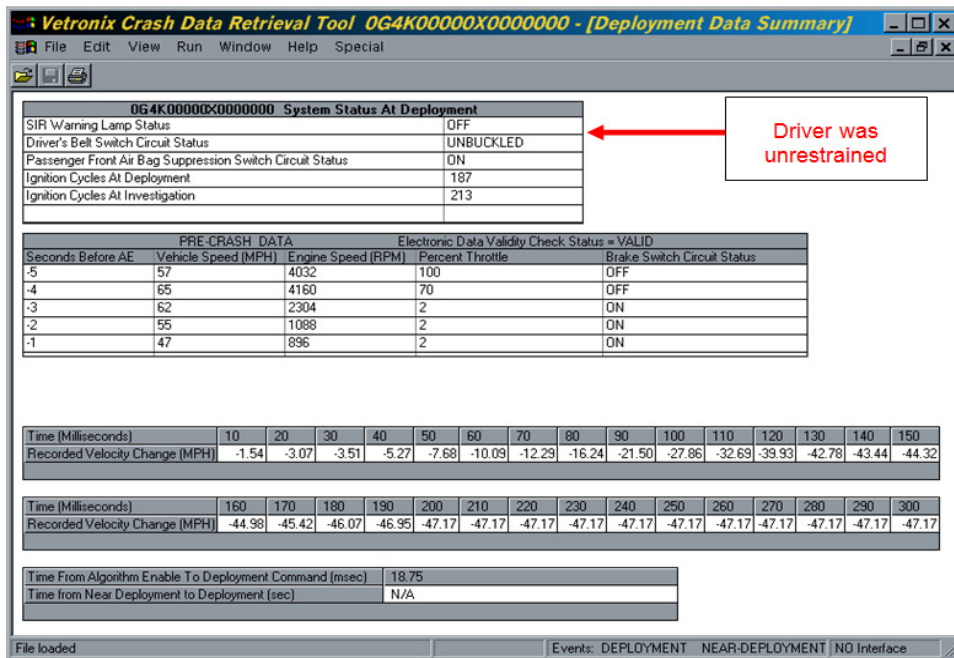 Vetronix Crash Data Retrieval Tool 0G4K00000X0000000 - [Deployment Data Summary]
File Edit View Run Window Help Special
0G4K00000X0000000 System Status At Deployment
SIR Warning Lamp Status OFF
Driver's Belt Switch Circuit Status UNBUCKLED
Passenger Front Air Bag Suppression Switch Circuit Status ON
Ignition Cycles At Deployment 187
Ignition Cycles At Investigation 213
Driver was
unrestrained
PRE-CRASH DATA Electronic Data Validity Check Status = VALID
Seconds Before AE Vehicle Speed (MPH) Engine Speed (RPM) Percent Throttle Brake Switch Circuit Status
-5 57 4032 100 OFF
-4 65 4160 70 OFF
-3 62 2304 2 ON
-2 55 1088 2 ON
-1 47 896 2 ON
Time (Milliseconds) 10 20 30 40 50 60 70 80 90 100 110 120 130 140 150
Recorded Velocity Change (MPH) -1.54 -3.07 -3.51 -5.27 -7.68 -10.09 -12.29 -16.24 -21.50 -27.86 -32.69 -39.93 -42.78 -43.44 -44.32
Time (Milliseconds) 160 170 180 190 200 210 220 230 240 250 260 270 280 290 300
Recorded Velocity Change (MPH) -44.98 -45.42 -46.07 -46.95 -47.17 -47.17 -47.17 -47.17 -47.17 -47.17 -47.17 -47.17 -47.17 -47.17 -47.17
Time From Algorithm Enable To Deployment Command (msec) 18.75
Time from Near Deployment to Deployment (sec) N/A
File loaded Events: DEPLOYMENT NEAR-DEPLOYMENT NO Interface